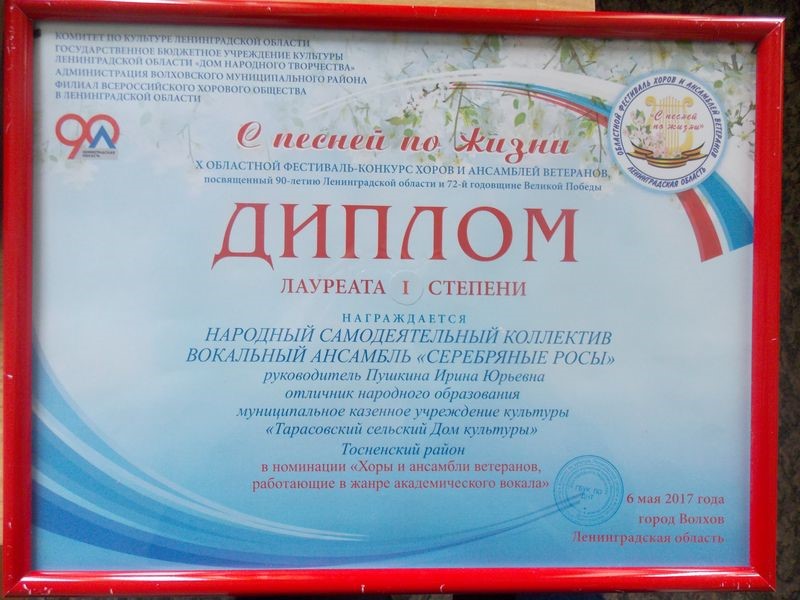 КОМИТЕТ ПО КУЛЬТУРЕ ЛЕНИНГРАДСКОЙ ОБЛАСТИ
ГОСУДАРСТВЕННОЕ БЮДЖЕТНОЕ УЧРЕЖДЕНИЕ КУЛЬТУРЫ
ЛЕНИНГРАДСКОЙ ОБЛАСТИ «ДОМ НАРОДНОГО ТВОРЧЕСТВА»
АДМИНИСТРАЦИЯ ВОЛХОВСКОГО МУНИЦИПАЛЬНОГО РАЙОНА
ФИЛИАЛ ВСЕРОССИЙСКОГО ХОРОВОГО ОБЩЕСТВА
В ЛЕНИНГРАДСКОЙ ОБЛАСТИ
90
ЛЕНИНГРАДСКАЯ
ОБЛАСТЬ
ОБЛАСТНОЙ ФЕСТИВАЛЬ ХОРОВ И АНСАМБЛЕЙ ВЕТЕРАНОВ
"С песней
по жизни"
ЛЕНИНГРАДСКАЯ ОБЛАСТЬ
С песней по жизни
X ОБЛАСТНОЙ ФЕСТИВАЛЬ-КОНКУРС ХОРОВ И АНСАМБЛЕЙ ВЕТЕРАНОВ,
посвященный 90-летию Ленинградской области и 72-й годовщине Великой Победы
ДИПЛОМ
ЛАУРЕАТА I СТЕПЕНИ
НАГРАЖДАЕТСЯ
НАРОДНЫЙ САМОДЕЯТЕЛЬНЫЙ КОЛЛЕКТИВ
ВОКАЛЬНЫЙ АНСАМБЛЬ «СЕРЕБРЯНЫЕ РОСЫ»
руководитель Пушкина Ирина Юрьевна
отличник народного образования
муниципальное казенное учреждение культуры
«Тарасовский сельский Дом культуры»
Тосненский район
в номинации «Хоры и ансамбли ветеранов,
работающие в жанре академического вокала»
6 мая 2017 года
город Волхов
Ленинградская область